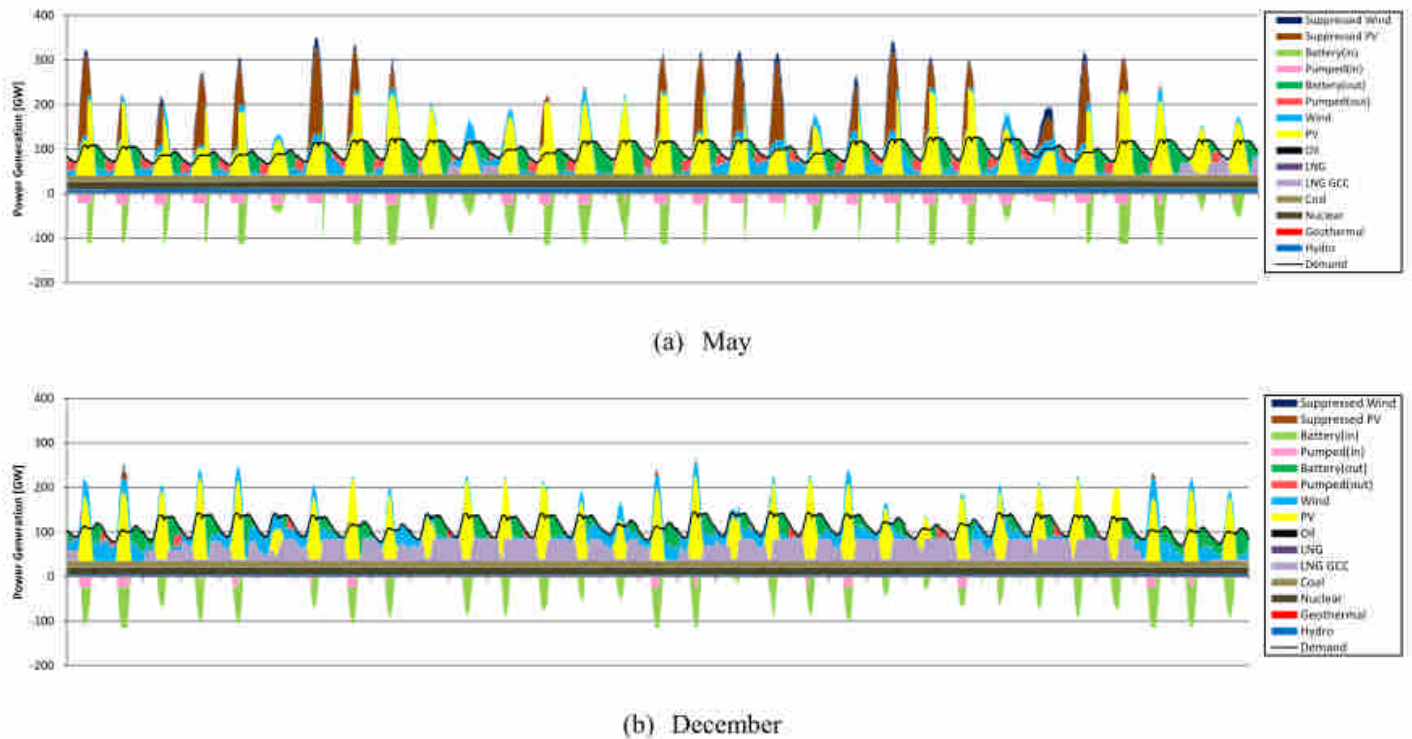 400
300
200
100
0
-100
-200
Power Generation [GW]
Suppressed Wind
Suppressed PV
Battery(in)
Pumped(in)
Battery(out)
Pumped(out)
Wind
PV
Oil
LNG
LNG GCC
Coal
Nuclear
Geothermal
Hydro
Demand
(a) May
400
300
200
100
0
-100
-200
Power Generation [GW]
Suppressed Wind
Suppressed PV
Battery(in)
Pumped(in)
Battery(out)
Pumped(out)
Wind
PV
Oil
LNG
LNG GCC
Coal
Nuclear
Geothermal
Hydro
Demand
(b) December